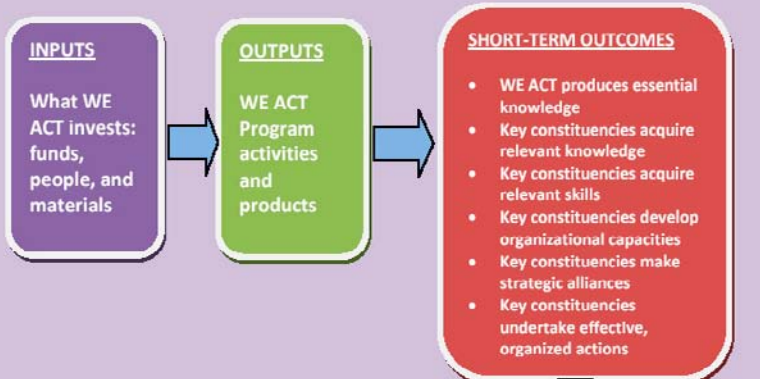 INPUTS
What WE
ACT invests:
funds,
people, and
materials
OUTPUTS
WE ACT
Program
activities
and
products
SHORT-TERM OUTCOMES
• WE ACT produces essential
knowledge
• Key constituencies acquire
relevant knowledge
• Key constituencies acquire
relevant skills
• Key constituencies develop
organizational capacities
• Key constituencies make
strategic alliances
• Key constituencies
undertake effective,
organized actions